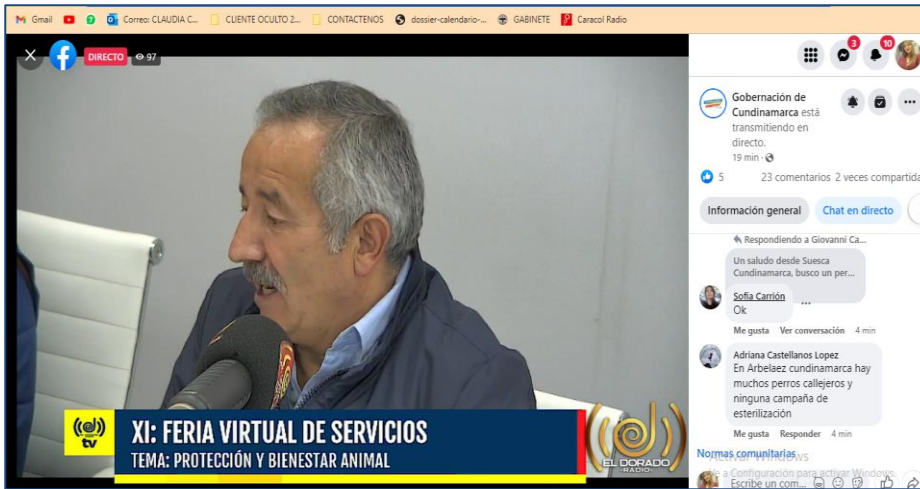 Gmail
Correo: CLAUDIA C...
CLIENTE OCULTO 2...
CONTACTENOS
dossier-calendario-...
GABINETE
Caracol Radio
DIRECTO
97
3
10
Gobernación de
Cundinamarca está
transmitiendo en
directo.
19 min ·
5
23 comentarios 2 veces compartida
Información general
Chat en directo
Respondiendo a Giovanni Ca...
Un saludo desde Suesca
Cundinamarca, busco un per...
Sofía Carrión
Ok
Me gusta Ver conversación 4 min
Adriana Castellanos Lopez
En Arbelaez cundinamarca hay
muchos perros callejeros y
ninguna campaña de
esterilización
Me gusta Responder 4 min
Normas comunitarias
Activar Windows
Ve a Configuración para activar Windows.
Escribe un com...
tv
XI: FERIA VIRTUAL DE SERVICIOS
TEMA: PROTECCIÓN Y BIENESTAR ANIMAL
EL DORADO
RADIO